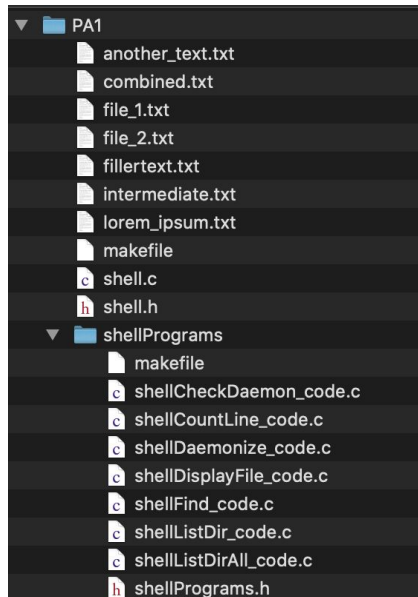 PA1
another_text.txt
combined.txt
file_1.txt
file_2.txt
fillertext.txt
intermediate.txt
lorem_ipsum.txt
makefile
c shell.c
h shell.h
shellPrograms
makefile
c shellCheckDaemon_code.c
c shellCountLine_code.c
c shellDaemonize_code.c
c shellDisplayFile_code.c
c shellFind_code.c
c shellListDir_code.c
c shellListDirAll_code.c
h shellPrograms.h